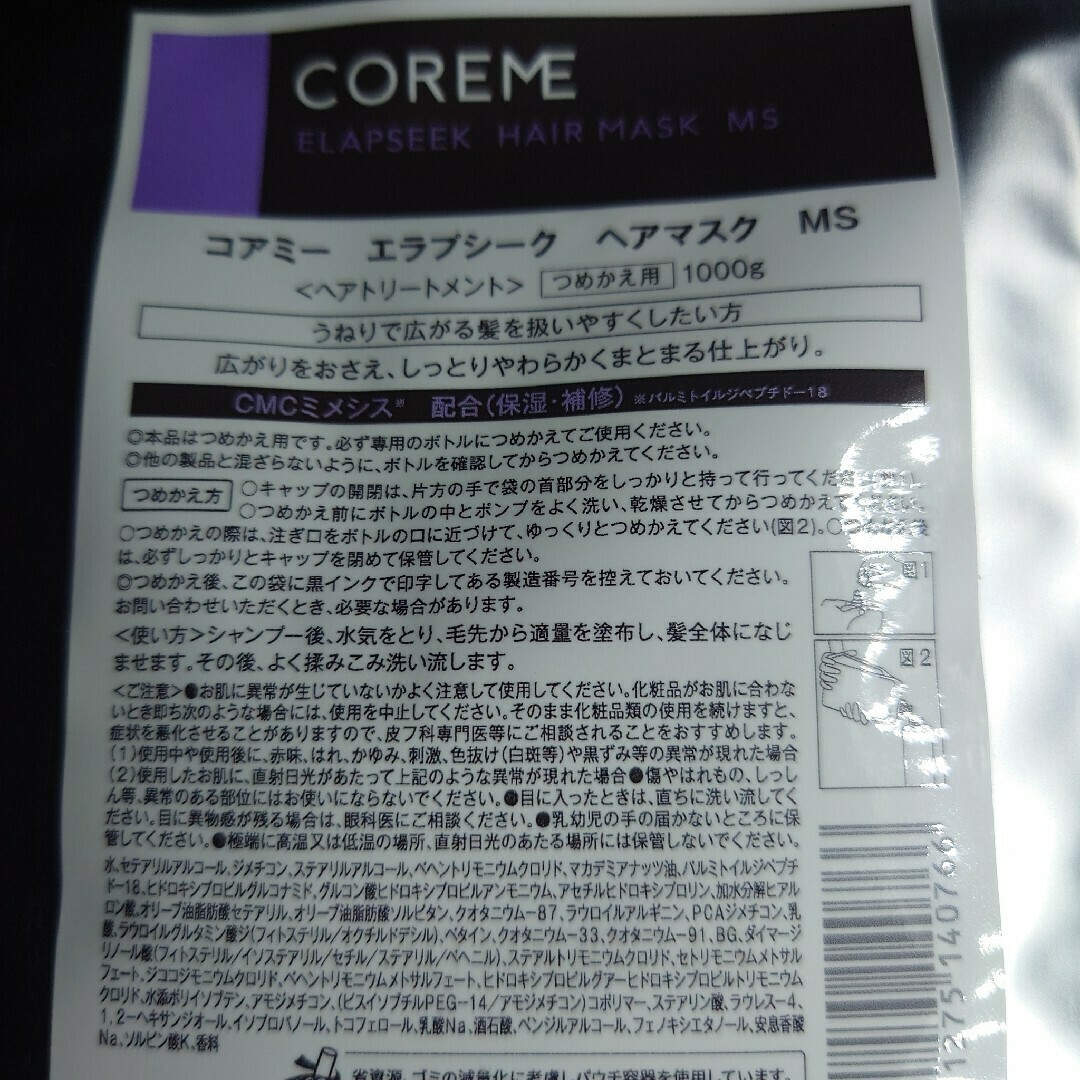 COREME
ELAPSEEK HAIR MASK MS
コアミー エラプシーク ヘアマスク MS
<ヘアトリートメント> つめかえ用 1000g
うねりで広がる髪を扱いやすくしたい方
広がりをおさえ、しっとりやわらかくまとまる仕上がり。
CMCミメシス※ 配合(保湿・補修) ※パルミトイルジペプチド-18
◎本品はつめかえ用です。必ず専用のボトルにつめかえてご使用ください。
◎他の製品と混ざらないように、ボトルを確認してからつめかえてください。
つめかえ方 ○キャップの開閉は、片方の手で袋の首部分をしっかりと持って行ってくださ
○つめかえ前にボトルの中とポンプをよく洗い、乾燥させてからつめかえてください。
○つめかえの際は、注ぎ口をボトルの口に近づけて、ゆっくりとつめかえてください(図2)。○つめかえ後
は、必ずしっかりとキャップを閉めて保管してください。
◎つめかえ後、この袋に黒インクで印字してある製造番号を控えておいてください。
お問い合わせいただくとき、必要な場合があります。
図1
<使い方>シャンプー後、水気をとり、毛先から適量を塗布し、髪全体になじ
ませます。その後、よく揉みこみ洗い流します。
図2
<ご注意>●お肌に異常が生じていないかよく注意して使用してください。化粧品がお肌に合わな
いとき即ち次のような場合には、使用を中止してください。そのまま化粧品類の使用を続けますと、
症状を悪化させることがありますので、皮フ科専門医等にご相談されることをおすすめします。
(1)使用中や使用後に、赤味、はれ、かゆみ、刺激、色抜け(白斑等)や黒ずみ等の異常が現れた場合
(2)使用したお肌に、直射日光があたって上記のような異常が現れた場合●傷やはれもの、しっし
ん等、異常のある部位にはお使いにならないでください。●目に入ったときは、直ちに洗い流してく
ださい。目に異物感が残る場合は、眼科医にご相談ください。●乳幼児の手の届かないところに保
管してください。●極端に高温又は低温の場所、直射日光のあたる場所には保管しないでください。
水、セテアリルアルコール、ジメチコン、ステアリルアルコール、ベヘントリモニウムクロリド、マカデミアナッツ油、パルミトイルジペプチ
ド-18、ヒドロキシプロピルグルコナミド、グルコン酸ヒドロキシプロピルアンモニウム、アセチルヒドロキシプロリン、加水分解ヒアル
ロン酸、オリーブ油脂肪酸セテアリル、オリーブ油脂肪酸ソルビタン、クオタニウム-87、ラウロイルアルギニン、PCAジメチコン、乳
酸、ラウロイルグルタミン酸ジ(フィトステリル/オクチルドデシル)、ベタイン、クオタニウム-33、クオタニウム-91、BG、ダイマージ
リノール酸(フィトステリル/イソステアリル/セチル/ステアリル/ベヘニル)、ステアルトリモニウムクロリド、セトリモニウムメトサル
フェート、ジココジモニウムクロリド、ベヘントリモニウムメトサルフェート、ヒドロキシプロピルグアーヒドロキシプロピルトリモニウム
クロリド、水添ポリイソブテン、アモジメチコン、(ビスイソブチルPEG-14/アモジメチコン)コポリマー、ステアリン酸、ラウレス-4、
1,2-ヘキサンジオール、イソプロパノール、トコフェロール、乳酸Na、酒石酸、ベンジルアルコール、フェノキシエタノール、安息香酸
Na、ソルビン酸K、香料
省資源、ゴミの減量化に考慮しパウチ容器を使用しています。